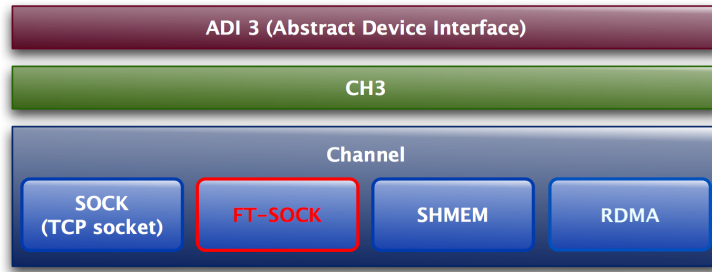 ADI 3 (Abstract Device Interface)
CH3
Channel
SOCK
(TCP socket)
FT-SOCK
SHMEM
RDMA